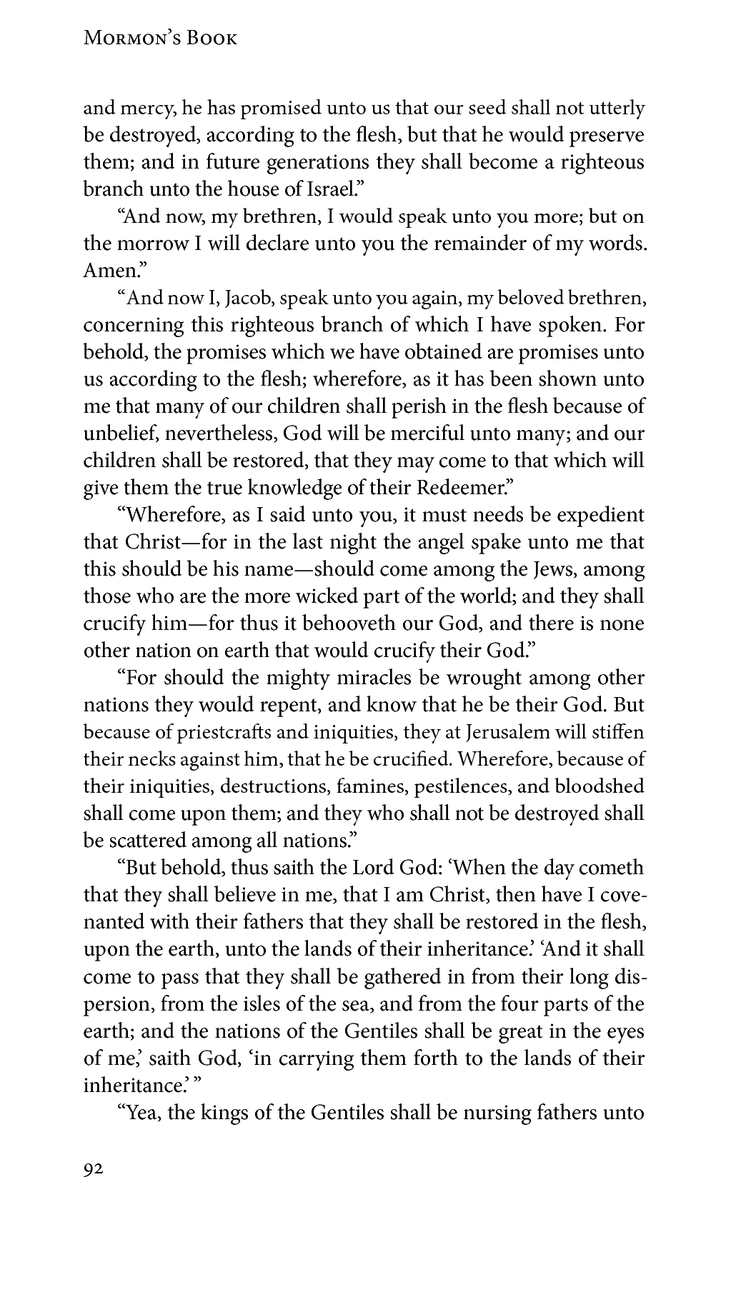 Mormon’s Book
and mercy, he has promised unto us that our seed shall not utterly
be destroyed, according to the flesh, but that he would preserve
them; and in future generations they shall become a righteous
branch unto the house of Israel.”
“And now, my brethren, I would speak unto you more; but on
the morrow I will declare unto you the remainder of my words.
Amen.”
“And now I, Jacob, speak unto you again, my beloved brethren,
concerning this righteous branch of which I have spoken. For
behold, the promises which we have obtained are promises unto
us according to the flesh; wherefore, as it has been shown unto
me that many of our children shall perish in the flesh because of
unbelief, nevertheless, God will be merciful unto many; and our
children shall be restored, that they may come to that which will
give them the true knowledge of their Redeemer.”
“Wherefore, as I said unto you, it must needs be expedient
that Christ—for in the last night the angel spake unto me that
this should be his name—should come among the Jews, among
those who are the more wicked part of the world; and they shall
crucify him—for thus it behooveth our God, and there is none
other nation on earth that would crucify their God.”
“For should the mighty miracles be wrought among other
nations they would repent, and know that he be their God. But
because of priestcrafts and iniquities, they at Jerusalem will stiffen
their necks against him, that he be crucified. Wherefore, because of
their iniquities, destructions, famines, pestilences, and bloodshed
shall come upon them; and they who shall not be destroyed shall
be scattered among all nations.”
“But behold, thus saith the Lord God: ‘When the day cometh
that they shall believe in me, that I am Christ, then have I cove-
nanted with their fathers that they shall be restored in the flesh,
upon the earth, unto the lands of their inheritance.’ ‘And it shall
come to pass that they shall be gathered in from their long dis-
persion, from the isles of the sea, and from the four parts of the
earth; and the nations of the Gentiles shall be great in the eyes
of me,’ saith God, ‘in carrying them forth to the lands of their
inheritance.’ ”
“Yea, the kings of the Gentiles shall be nursing fathers unto
92